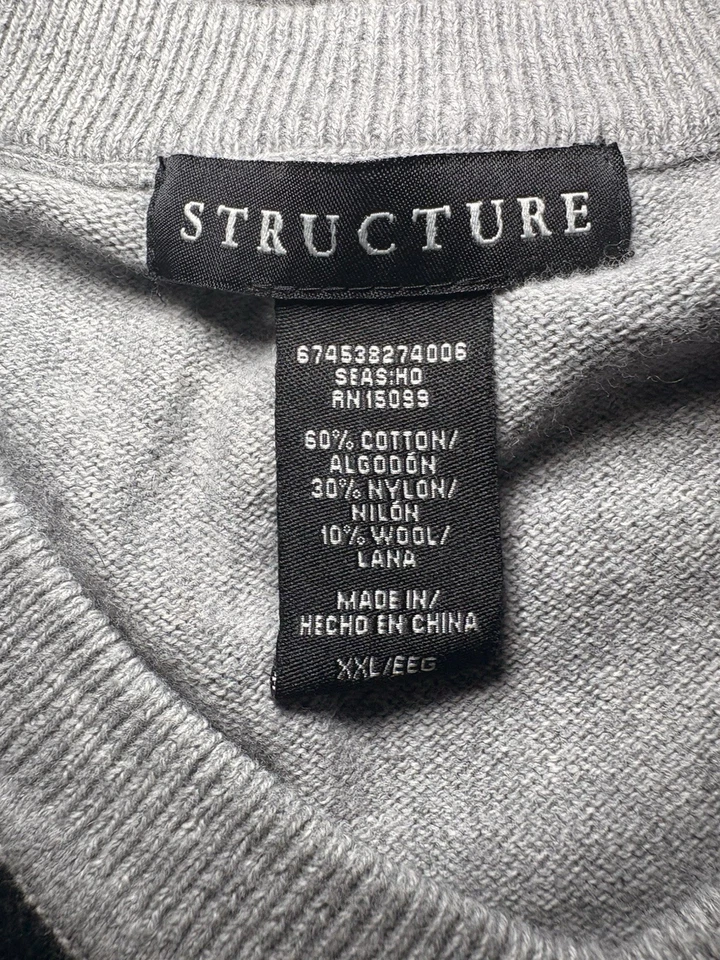 STRUCTURE
674538274006
SEAS:HO
RN15099
60% COTTON/
ALGODÓN
30% NYLON/
NILÓN
10% WOOL/
LANA
MADE IN/
HECHO EN CHINA
XXL/EEG